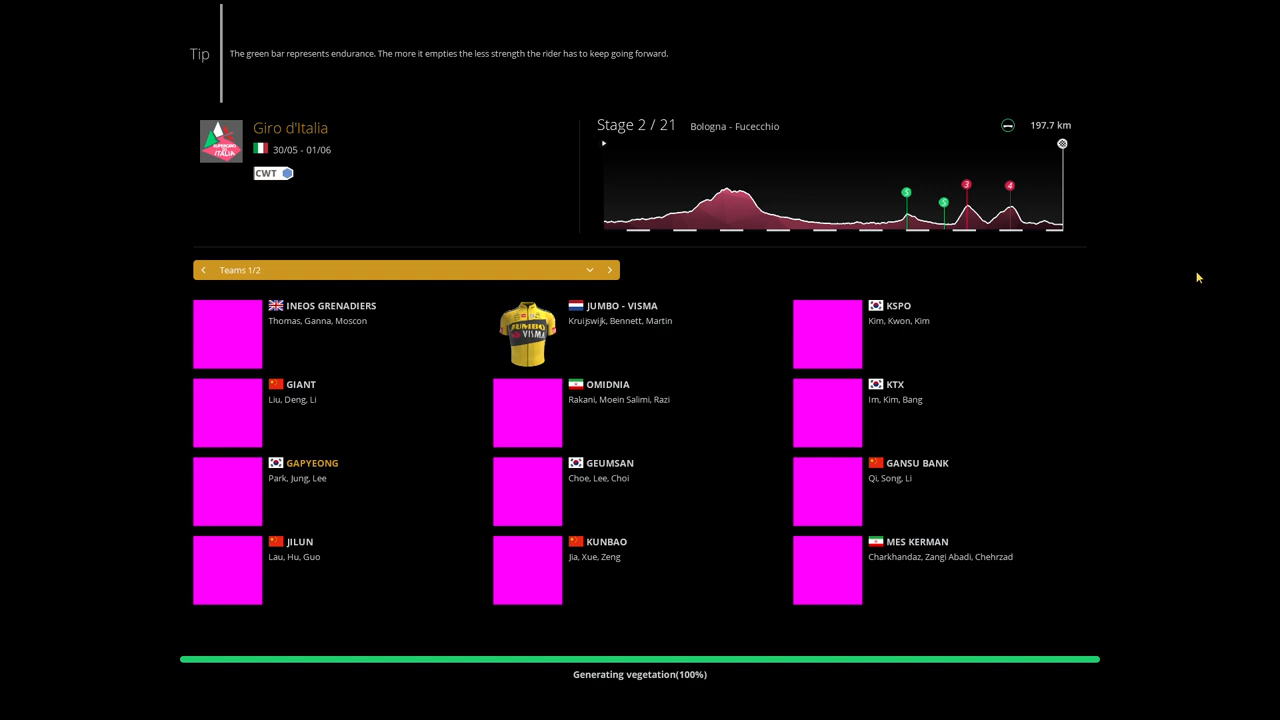 Tip
The green bar represents endurance. The more it empties the less strength the rider has to keep going forward.
Giro d'Italia
30/05 - 01/06
CWT
Stage 2 / 21
Bologna - Fucecchio
197.7 km
S
S
3
4
Teams 1/2
INEOS GRENADIERS
Thomas, Ganna, Moscon
JUMBO - VISMA
Kruijswijk, Bennett, Martin
JUMBO
VISMA
KSPO
Kim, Kwon, Kim
GIANT
Liu, Deng, Li
OMIDNIA
Rakani, Moein Salimi, Razi
KTX
Im, Kim, Bang
GAPYEONG
Park, Jung, Lee
GEUMSAN
Choe, Lee, Choi
GANSU BANK
Qi, Song, Li
JILUN
Lau, Hu, Guo
KUNBAO
Jia, Xue, Zeng
MES KERMAN
Charkhandaz, Zangi Abadi, Chehrzad
Generating vegetation(100%)